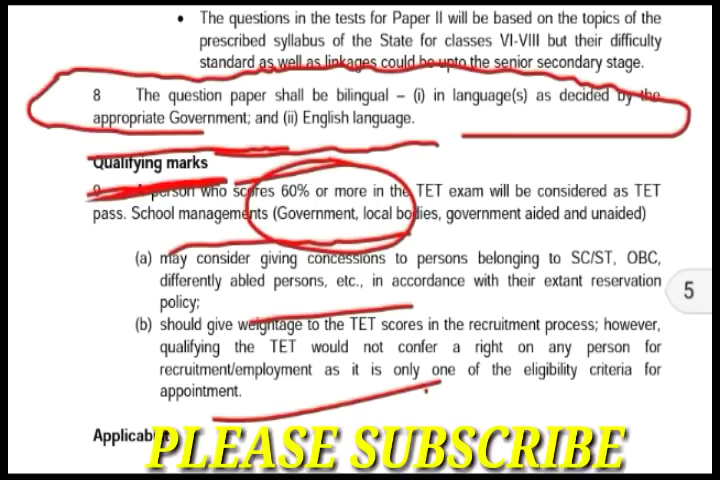 • The questions in the tests for Paper II will be based on the topics of the
prescribed syllabus of the State for classes VI-VIII but their difficulty
standard as well as linkages could be upto the senior secondary stage.
8 The question paper shall be bilingual – (i) in language(s) as decided by the
appropriate Government; and (ii) English language.
Qualifying marks
9 A person who scores 60% or more in the TET exam will be considered as TET
pass. School managements (Government, local bodies, government aided and unaided)
(a) may consider giving concessions to persons belonging to SC/ST, OBC,
differently abled persons, etc., in accordance with their extant reservation
policy;
5
(b) should give weightage to the TET scores in the recruitment process; however,
qualifying the TET would not confer a right on any person for
recruitment/employment as it is only one of the eligibility criteria for
appointment.
PLEASE SUBSCRIBE